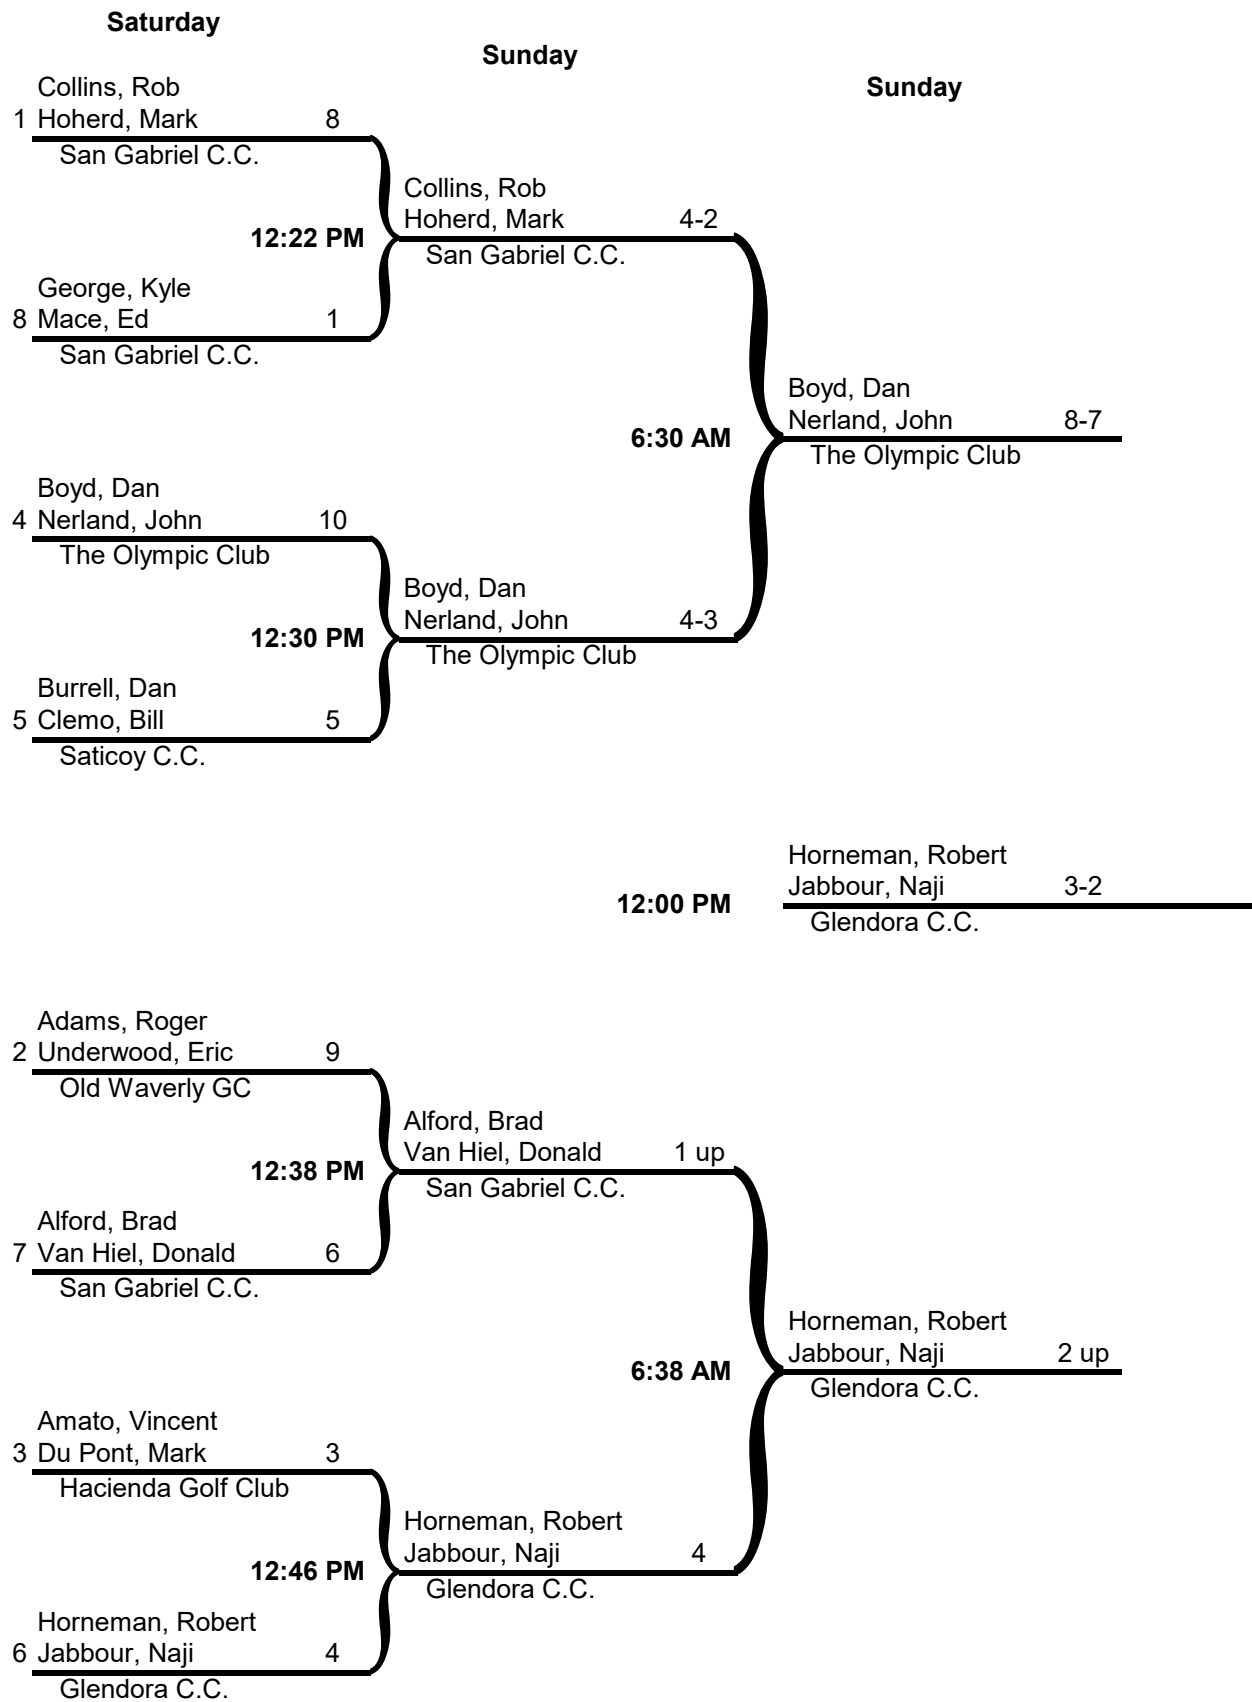 Saturday
Sunday
Sunday
Collins, Rob
1 Hoherd, Mark 8
San Gabriel C.C.
Collins, Rob
Hoherd, Mark 4-2
12:22 PM
San Gabriel C.C.
George, Kyle
8 Mace, Ed 1
San Gabriel C.C.
Boyd, Dan
Nerland, John 8-7
6:30 AM
The Olympic Club
Boyd, Dan
4 Nerland, John 10
The Olympic Club
Boyd, Dan
Nerland, John 4-3
12:30 PM
The Olympic Club
Burrell, Dan
5 Clemo, Bill 5
Saticoy C.C.
Horneman, Robert
Jabbour, Naji 3-2
12:00 PM
Glendora C.C.
Adams, Roger
2 Underwood, Eric 9
Old Waverly GC
Alford, Brad
Van Hiel, Donald 1 up
12:38 PM
San Gabriel C.C.
Alford, Brad
7 Van Hiel, Donald 6
San Gabriel C.C.
Horneman, Robert
Jabbour, Naji 2 up
6:38 AM
Glendora C.C.
Amato, Vincent
3 Du Pont, Mark 3
Hacienda Golf Club
Horneman, Robert
Jabbour, Naji 4
12:46 PM
Glendora C.C.
Horneman, Robert
6 Jabbour, Naji 4
Glendora C.C.